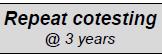 Repeat cotesting
@ 3 years